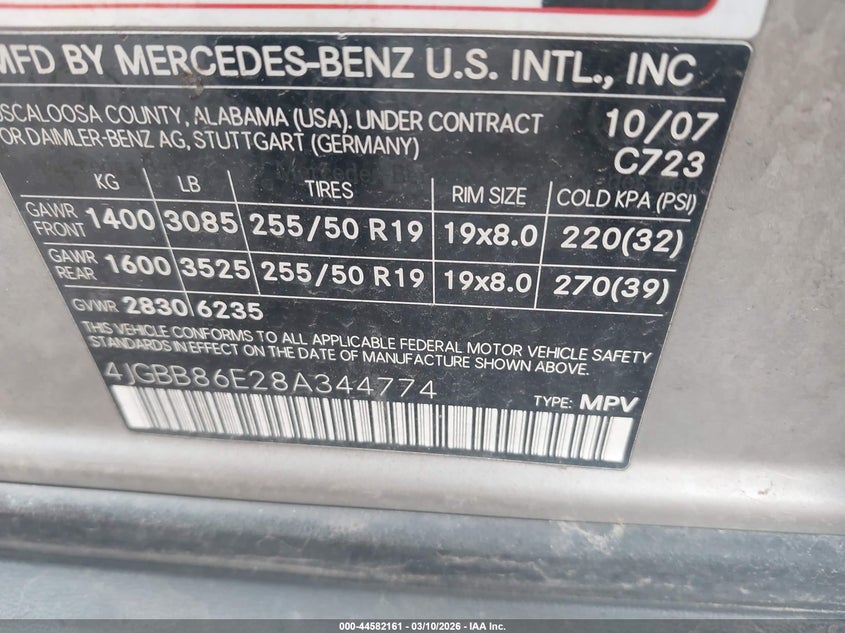 MFD BY MERCEDES-BENZ U.S. INTL., INC
USCALOOSA COUNTY, ALABAMA (USA). UNDER CONTRACT 10/07
OR DAIMLER-BENZ AG, STUTTGART (GERMANY) C723
KG LB TIRES RIM SIZE COLD KPA (PSI)
GAWR FRONT 1400 3085 255/50 R19 19x8.0 220(32)
GAWR REAR 1600 3525 255/50 R19 19x8.0 270(39)
GVWR 2830 6235
THIS VEHICLE CONFORMS TO ALL APPLICABLE FEDERAL MOTOR VEHICLE SAFETY
STANDARDS IN EFFECT ON THE DATE OF MANUFACTURE SHOWN ABOVE.
4JGBB86E28A344774 TYPE: MPV
000-44582161 - 03/10/2026 - IAA Inc.